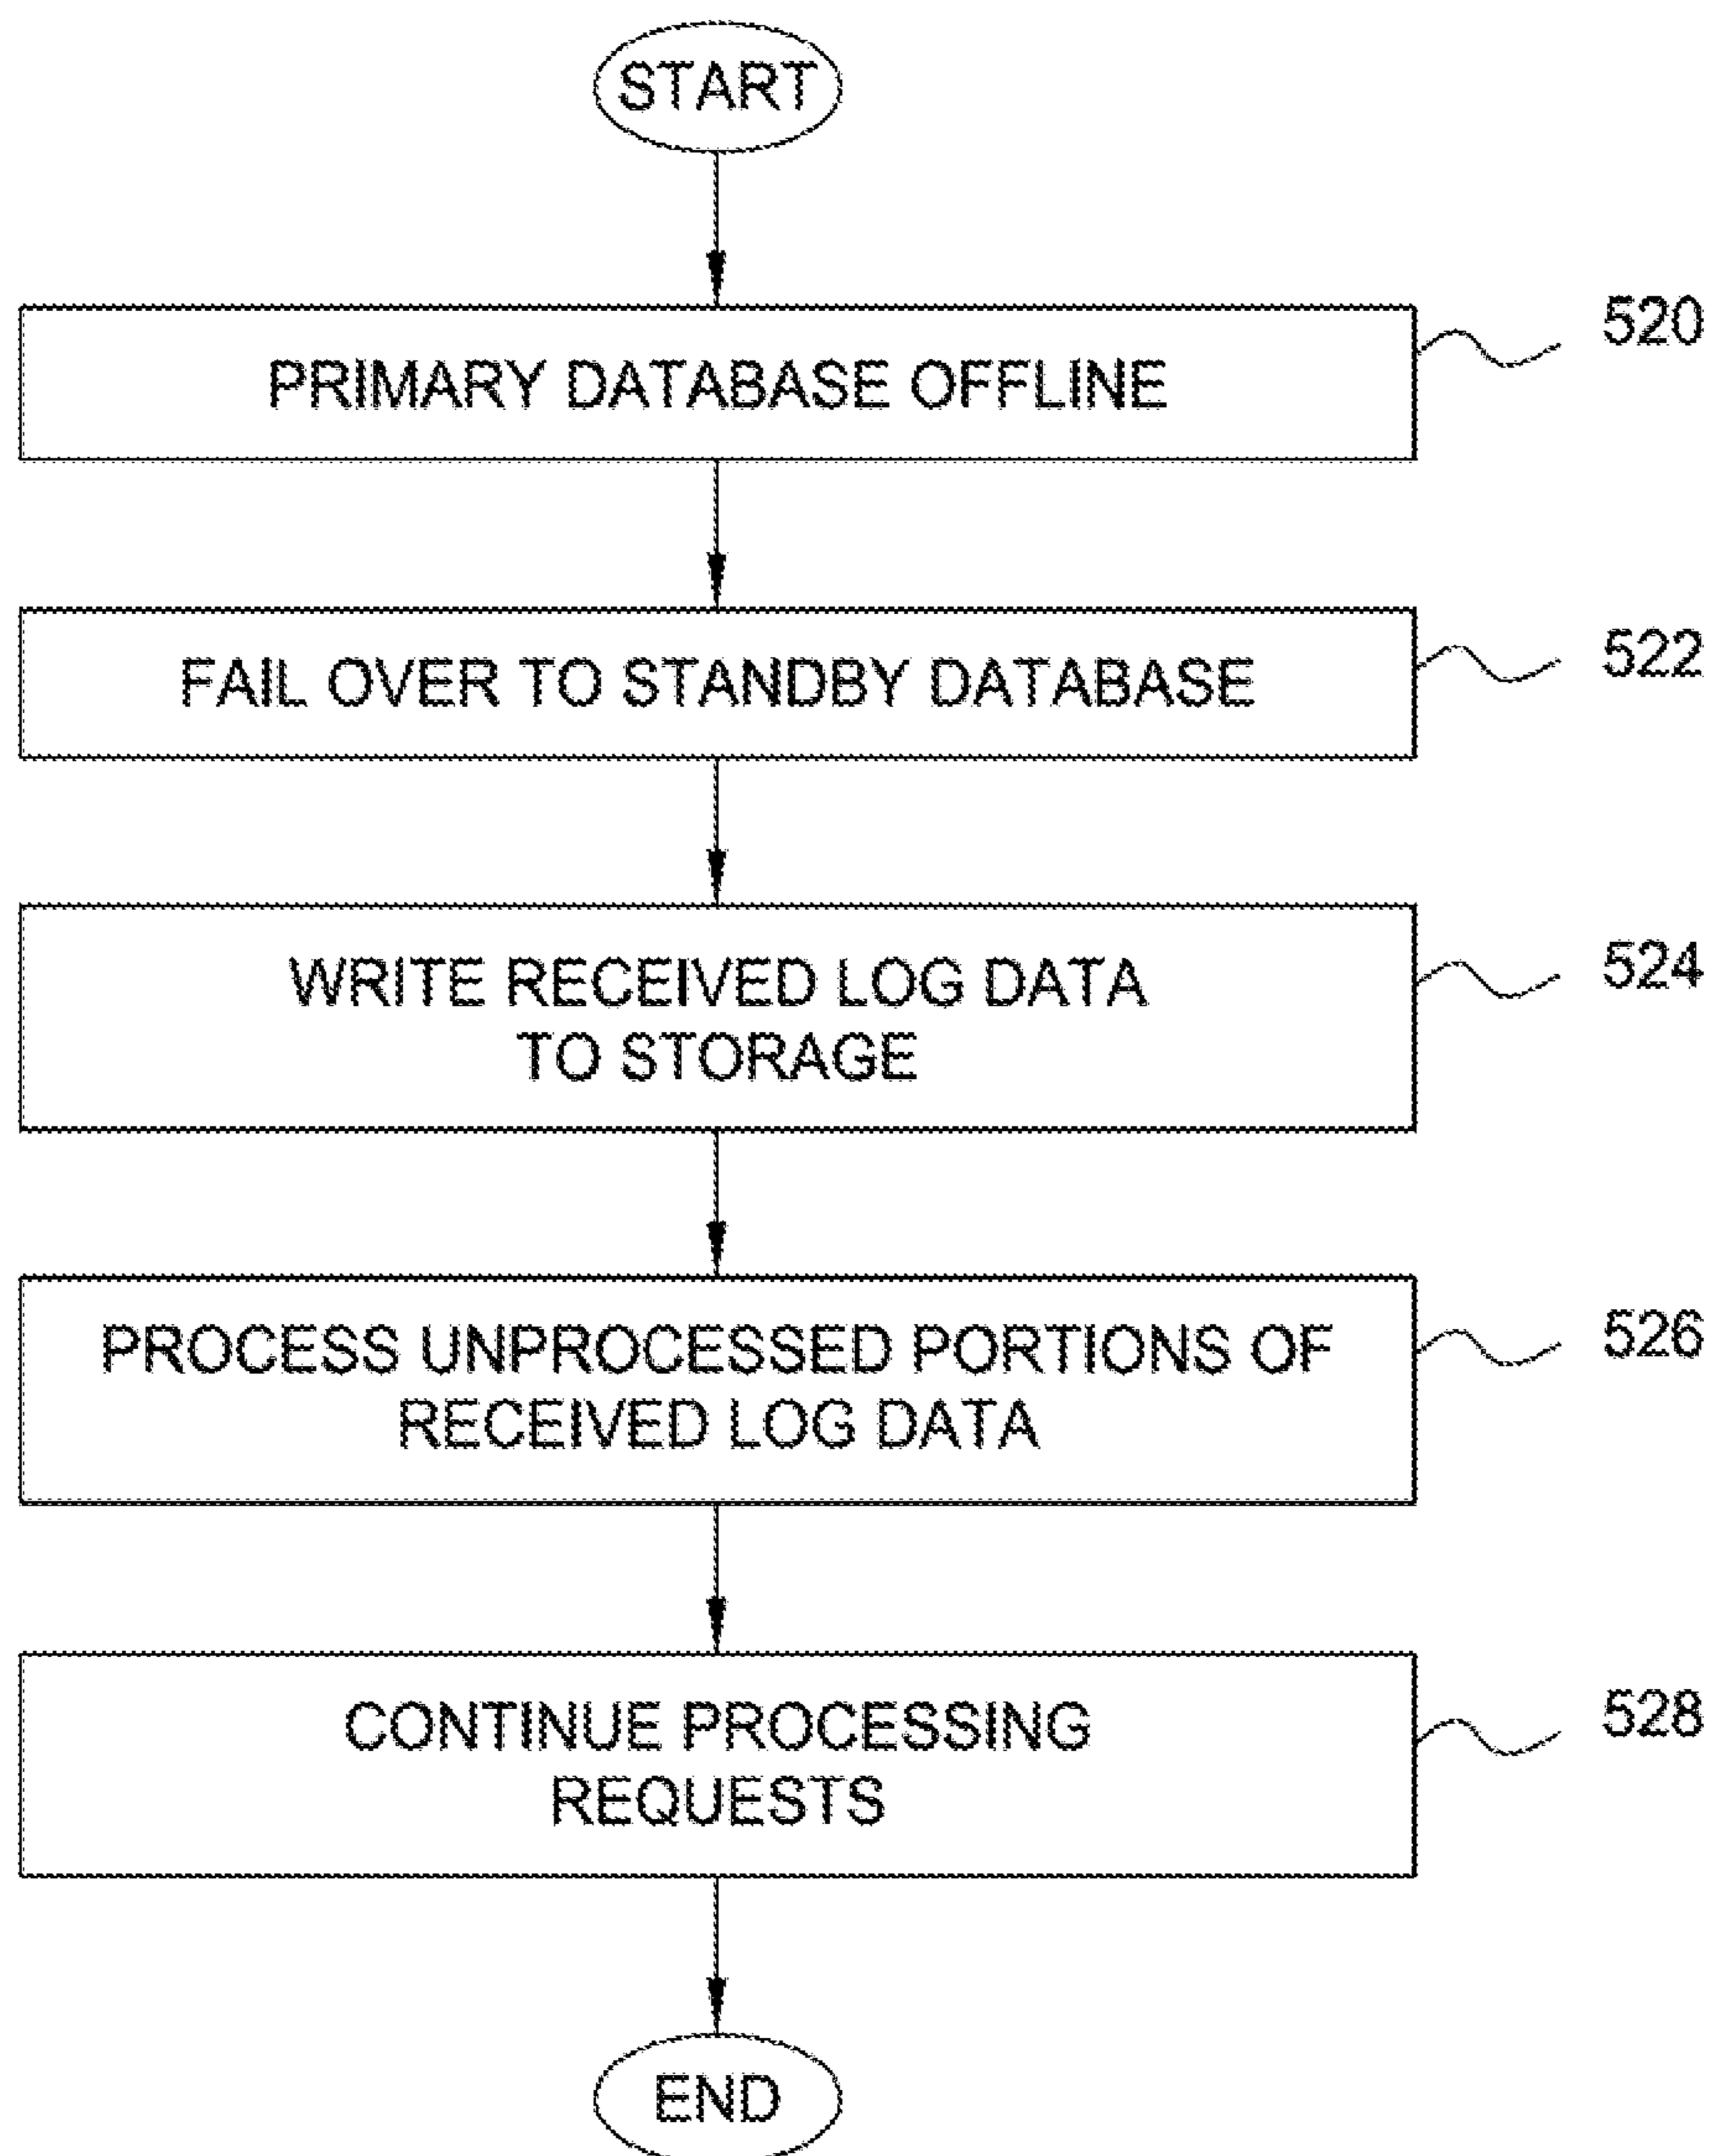 START
PRIMARY DATABASE OFFLINE
520
FAIL OVER TO STANDBY DATABASE
522
WRITE RECEIVED LOG DATA
TO STORAGE
524
PROCESS UNPROCESSED PORTIONS OF
RECEIVED LOG DATA
526
CONTINUE PROCESSING
REQUESTS
528
END